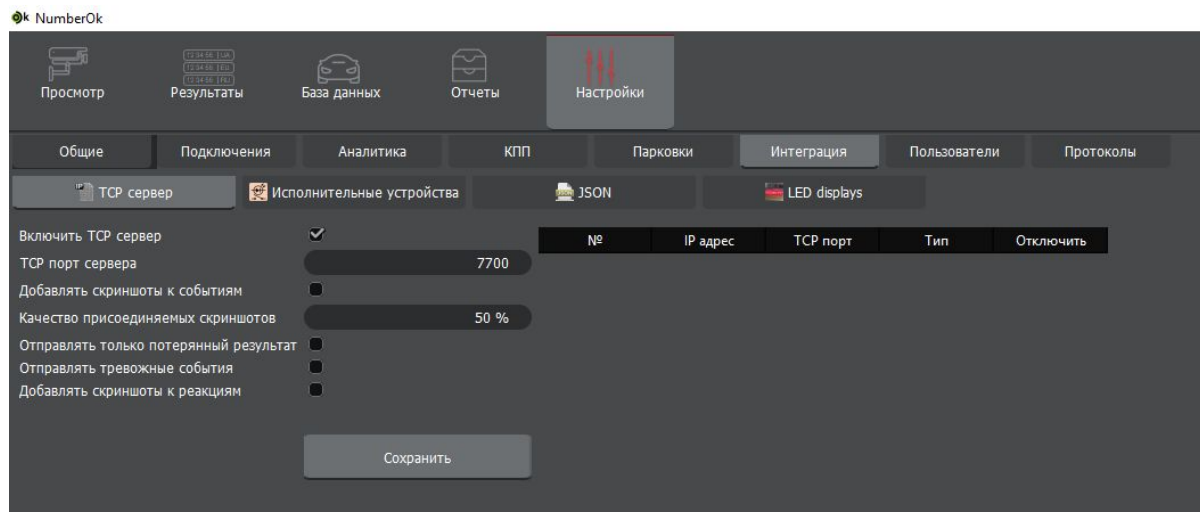 NumberOk
Просмотр Результаты База данных Отчеты Настройки
Общие Подключения Аналитика КПП Парковки Интеграция Пользователи Протоколы
TCP сервер Исполнительные устройства JSON LED displays
Включить TCP сервер
№ IP адрес TCP порт Тип Отключить
TCP порт сервера 7700
Добавлять скриншоты к событиям
Качество присоединяемых скриншотов 50 %
Отправлять только потерянный результат
Отправлять тревожные события
Добавлять скриншоты к реакциям
Сохранить